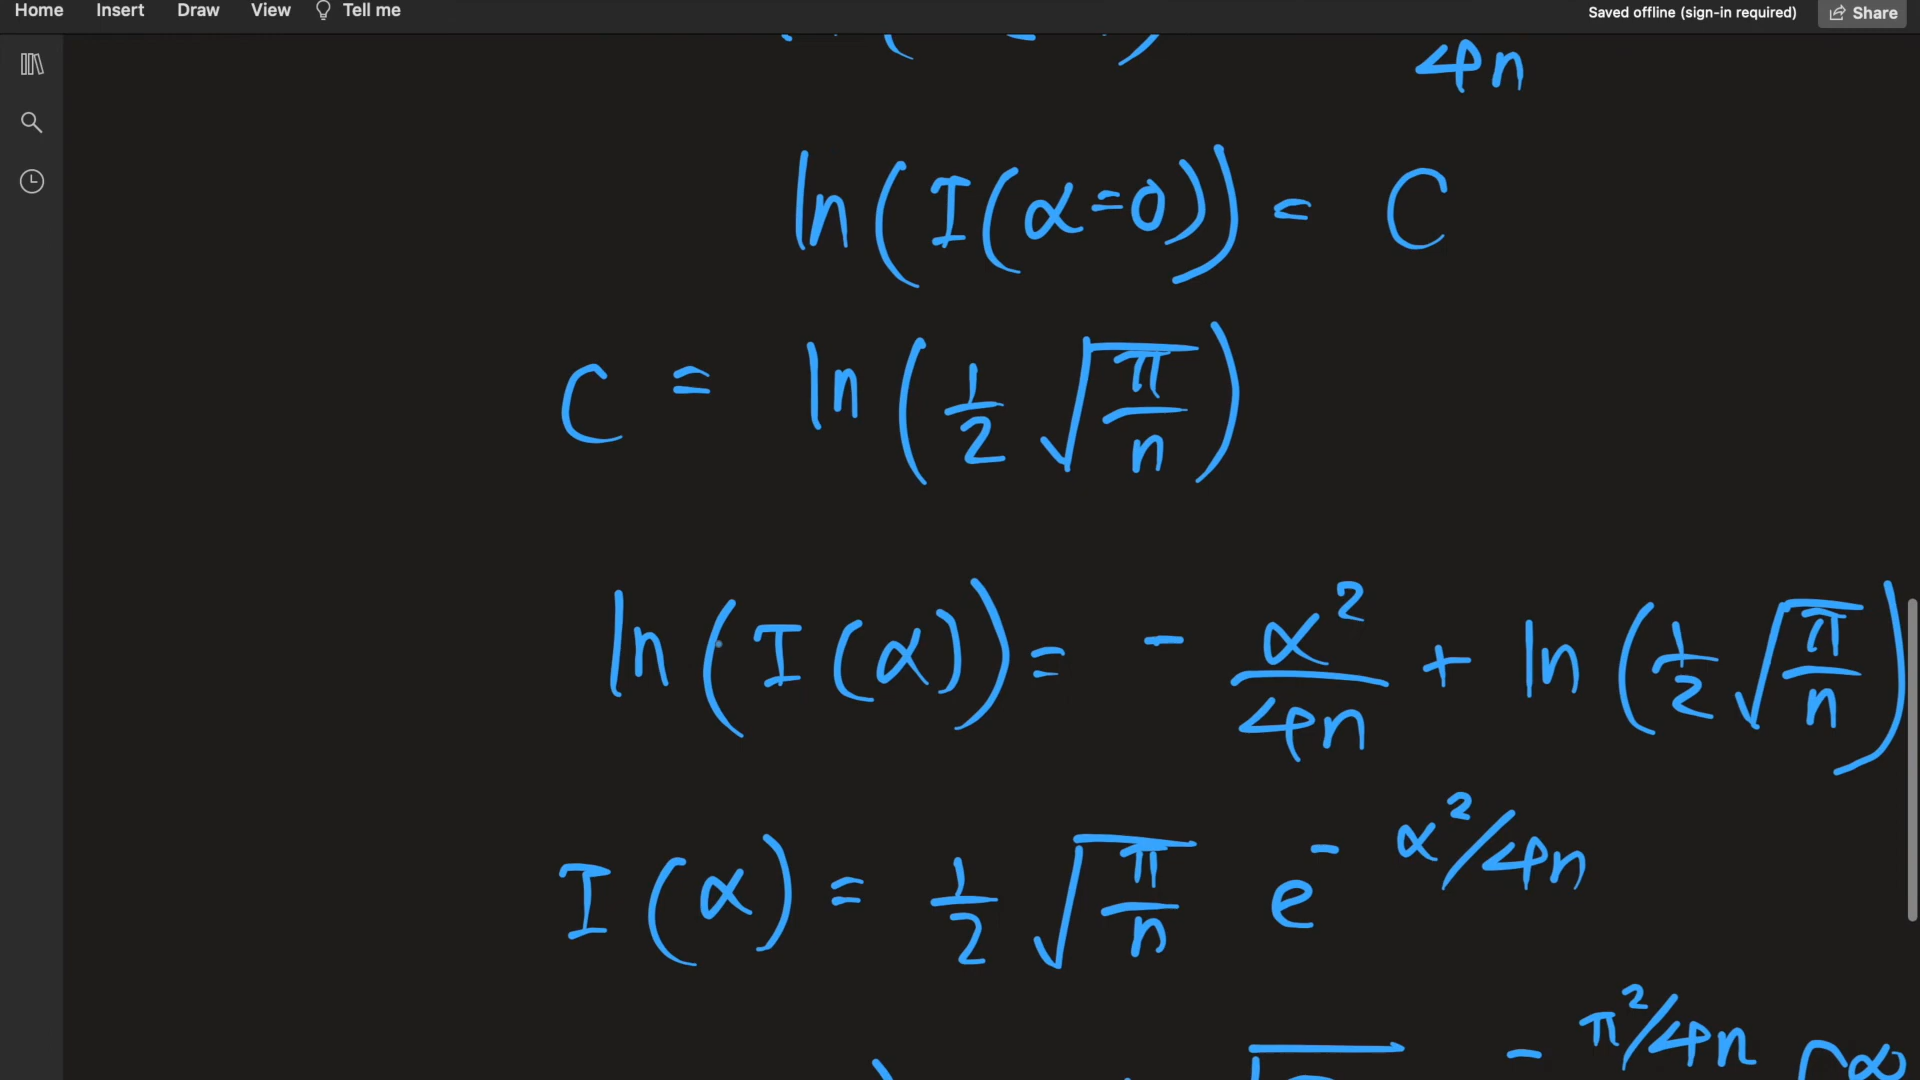 Home Insert Draw View Tell me Saved offline (sign-in required) Share
4n
ln(I(α=0)) = C
C = ln(1/2 √(π/n))
ln(I(α)) = - α²/4n + ln(1/2 √(π/n))
I(α) = 1/2 √(π/n) e^(-α²/4n)
- π²/4n ∞